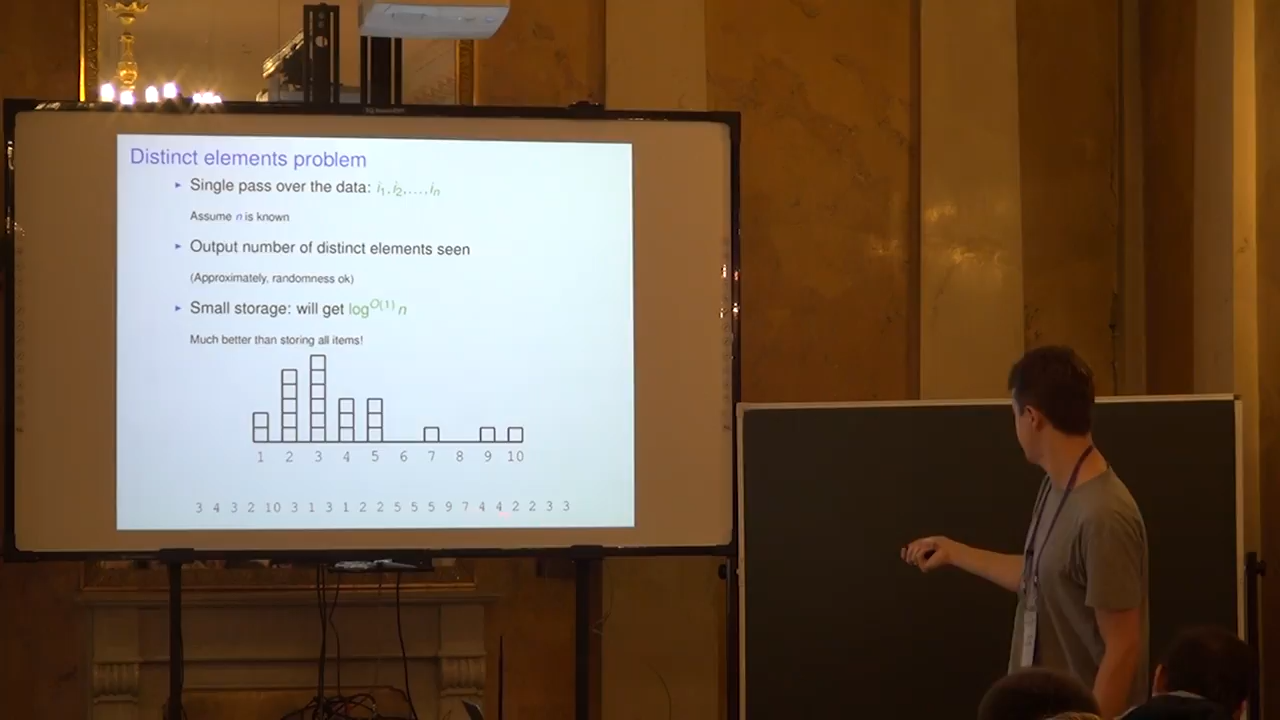 Distinct elements problem
▸ Single pass over the data: i₁, i₂, . . . , iₙ
Assume n is known
▸ Output number of distinct elements seen
(Approximately, randomness ok)
▸ Small storage: will get log^O(1) n
Much better than storing all items!
1 2 3 4 5 6 7 8 9 10
3 4 3 2 10 3 1 3 1 2 2 5 5 5 9 7 4 4 2 2 3 3